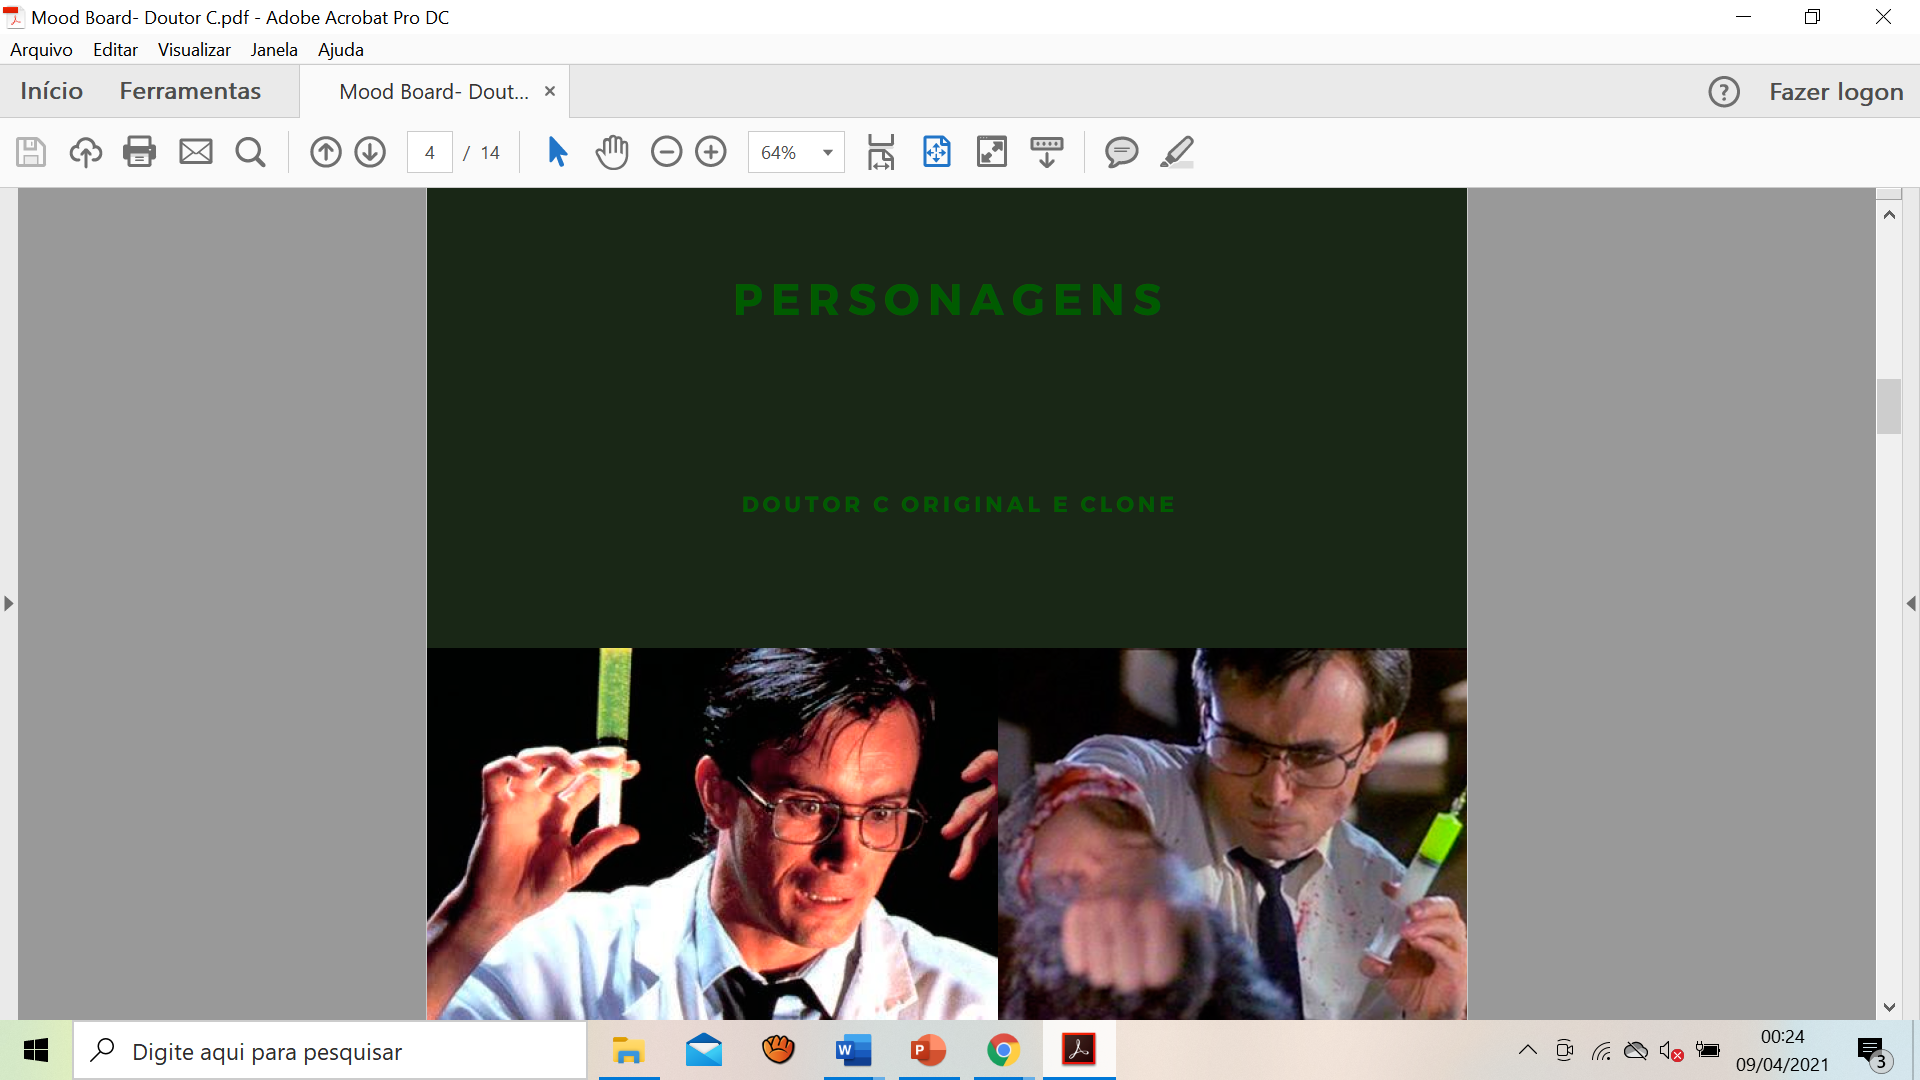 Mood Board- Doutor C.pdf - Adobe Acrobat Pro DC
Arquivo Editar Visualizar Janela Ajuda
Início Ferramentas Mood Board- Dout... Fazer logon
4 / 14 64%
PERSONAGENS
DOUTOR C ORIGINAL E CLONE
Digite aqui para pesquisar
00:24
09/04/2021
3